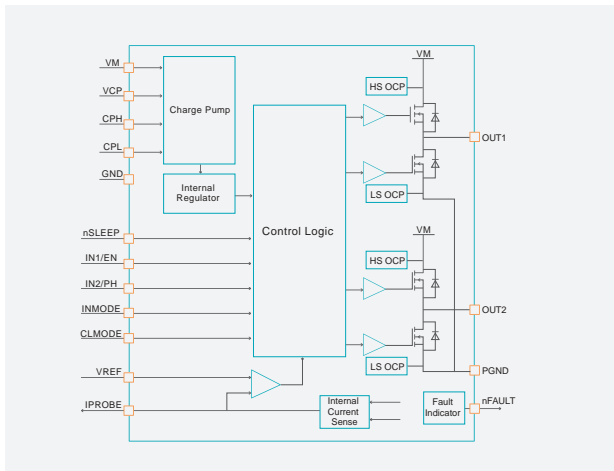 VM
VCP
CPH
CPL
GND
Charge Pump
Internal
Regulator
nSLEEP
IN1/EN
IN2/PH
INMODE
CLMODE
VREF
IPROBE
Control Logic
VM
HS OCP
OUT1
LS OCP
VM
HS OCP
OUT2
LS OCP
PGND
Internal
Current
Sense
Fault
Indicator
nFAULT